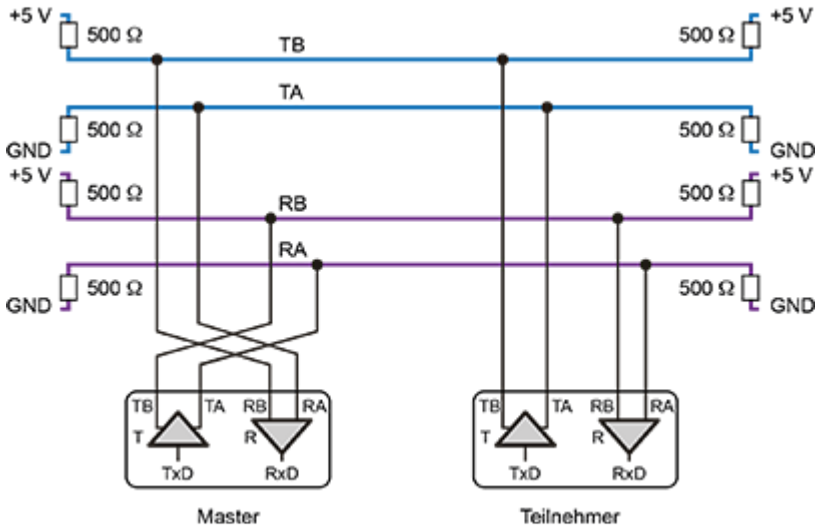 +5 V +5 V
500 Ω 500 Ω
TB
TA
500 Ω 500 Ω
GND GND
+5 V +5 V
500 Ω 500 Ω
RB
RA
500 Ω 500 Ω
GND GND
TB TA RB RA TB TA RB RA
T R T R
TxD RxD TxD RxD
Master Teilnehmer